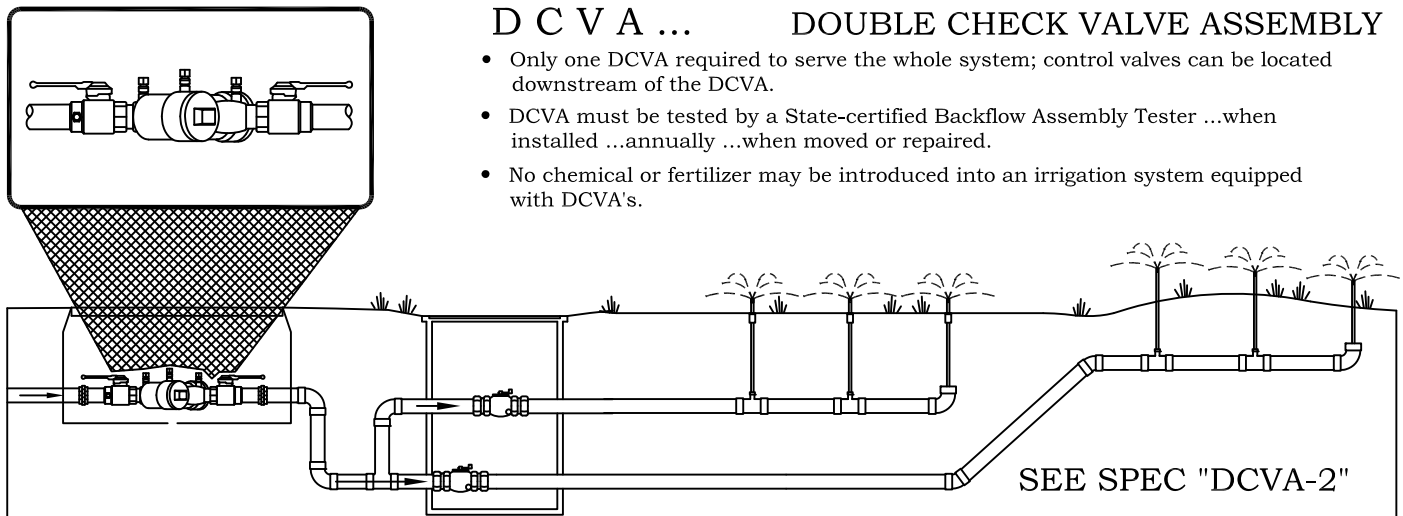 D C V A ... DOUBLE CHECK VALVE ASSEMBLY
• Only one DCVA required to serve the whole system; control valves can be located
downstream of the DCVA.
• DCVA must be tested by a State-certified Backflow Assembly Tester ...when
installed ...annually ...when moved or repaired.
• No chemical or fertilizer may be introduced into an irrigation system equipped
with DCVA's.
SEE SPEC "DCVA-2"